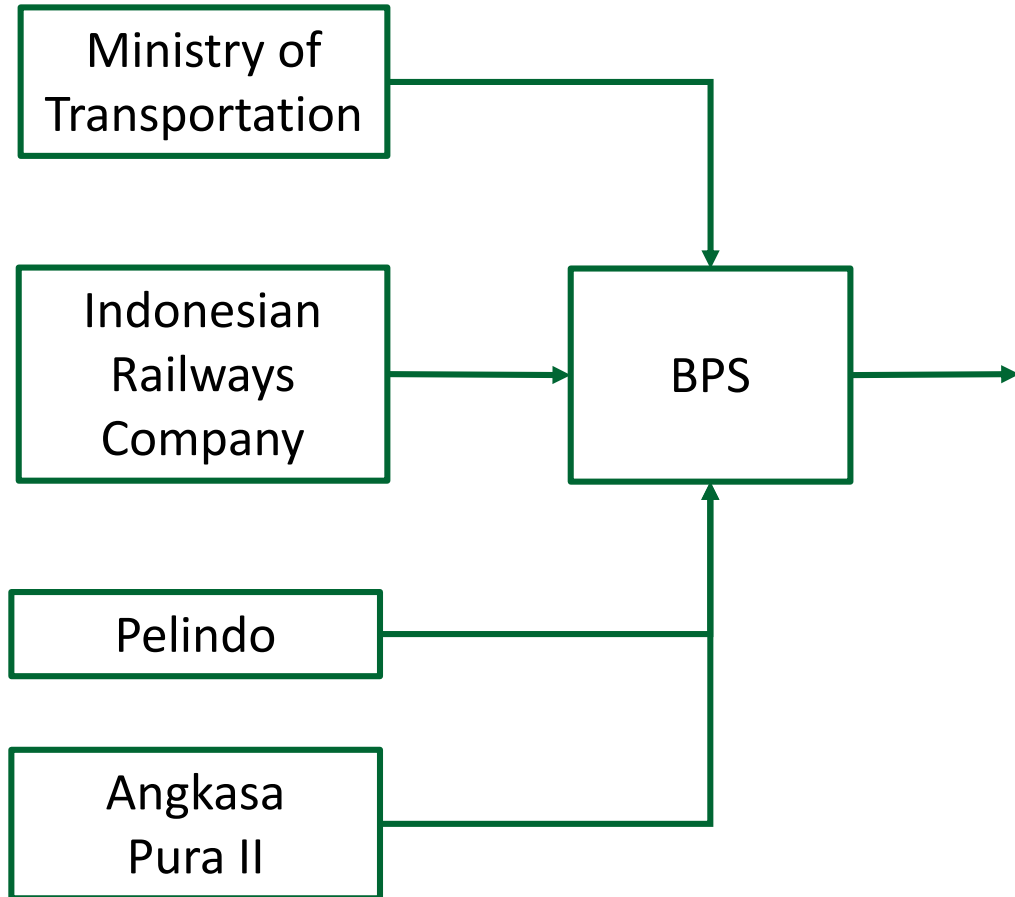 Ministry of
Transportation
Indonesian
Railways
Company
BPS
Pelindo
Angkasa
Pura II